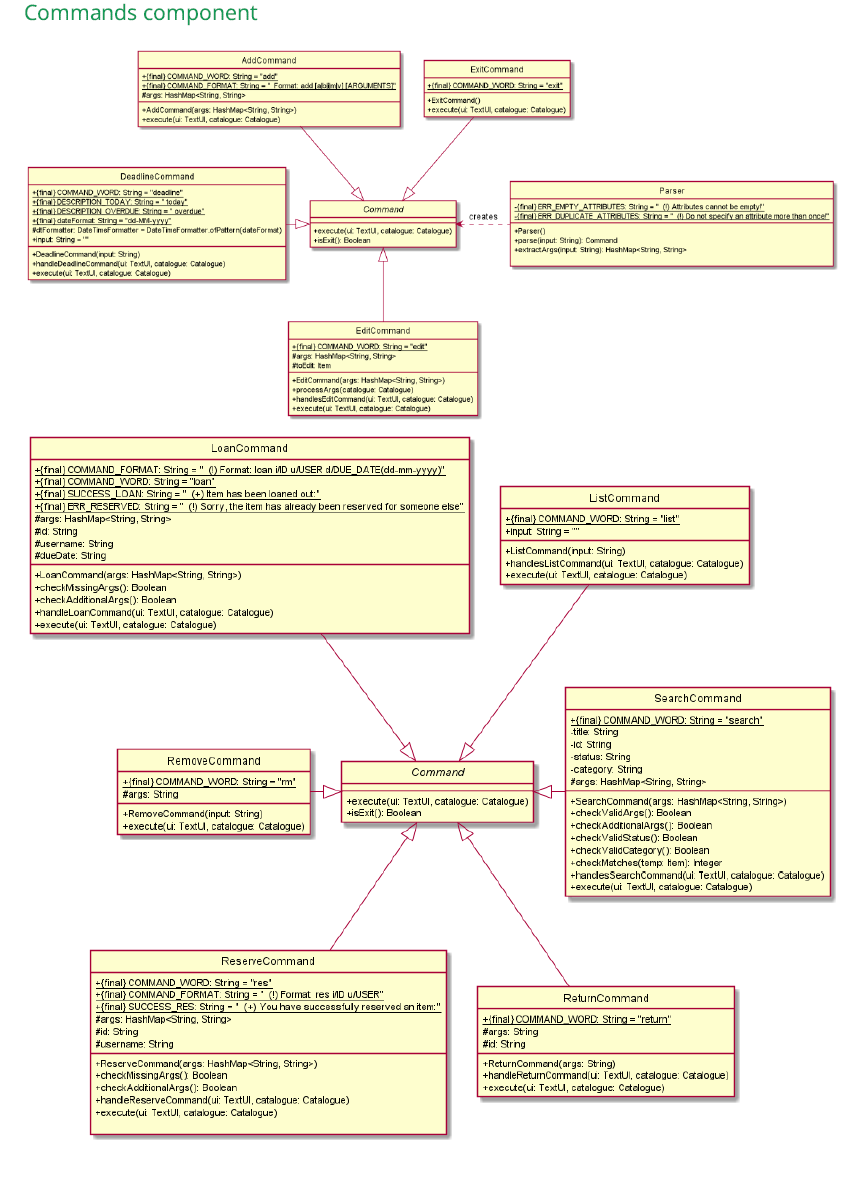 Commands component
AddCommand
+{final} COMMAND_WORD: String = "add"
+{final} COMMAND_FORMAT: String = "  Format: add [a|b|m|v] [ARGUMENTS]"
#args: HashMap<String, String>
+AddCommand(args: HashMap<String, String>)
+execute(ui: TextUI, catalogue: Catalogue)
ExitCommand
+{final} COMMAND_WORD: String = "exit"
+ExitCommand()
+execute(ui: TextUI, catalogue: Catalogue)
DeadlineCommand
+{final} COMMAND_WORD: String = "deadline"
+{final} DESCRIPTION_TODAY: String = " today"
+{final} DESCRIPTION_OVERDUE: String = " overdue"
+{final} dateFormat: String = "dd-MM-yyyy"
#dtFormatter: DateTimeFormatter = DateTimeFormatter.ofPattern(dateFormat)
+input: String = ""
+DeadlineCommand(input: String)
+handleDeadlineCommand(ui: TextUI, catalogue: Catalogue)
+execute(ui: TextUI, catalogue: Catalogue)
Command
+execute(ui: TextUI, catalogue: Catalogue)
+isExit(): Boolean
creates
Parser
-{final} ERR_EMPTY_ATTRIBUTES: String = "  (!) Attributes cannot be empty!"
-{final} ERR_DUPLICATE_ATTRIBUTES: String = "  (!) Do not specify an attribute more than once!"
+Parser()
+parse(input: String): Command
+extractArgs(input: String): HashMap<String, String>
EditCommand
+{final} COMMAND_WORD: String = "edit"
#args: HashMap<String, String>
#toEdit: Item
+EditCommand(args: HashMap<String, String>)
+processArgs(catalogue: Catalogue)
+handlesEditCommand(ui: TextUI, catalogue: Catalogue)
+execute(ui: TextUI, catalogue: Catalogue)
LoanCommand
+{final} COMMAND_FORMAT: String = "  (!) Format: loan i/ID u/USER d/DUE_DATE(dd-mm-yyyy)"
+{final} COMMAND_WORD: String = "loan"
+{final} SUCCESS_LOAN: String = "  (+) Item has been loaned out:"
+{final} ERR_RESERVED: String = "  (!) Sorry, the item has already been reserved for someone else"
#args: HashMap<String, String>
#id: String
#username: String
#dueDate: String
+LoanCommand(args: HashMap<String, String>)
+checkMissingArgs(): Boolean
+checkAdditionalArgs(): Boolean
+handleLoanCommand(ui: TextUI, catalogue: Catalogue)
+execute(ui: TextUI, catalogue: Catalogue)
ListCommand
+{final} COMMAND_WORD: String = "list"
+input: String = ""
+ListCommand(input: String)
+handlesListCommand(ui: TextUI, catalogue: Catalogue)
+execute(ui: TextUI, catalogue: Catalogue)
RemoveCommand
+{final} COMMAND_WORD: String = "rm"
#args: String
+RemoveCommand(input: String)
+execute(ui: TextUI, catalogue: Catalogue)
Command
+execute(ui: TextUI, catalogue: Catalogue)
+isExit(): Boolean
SearchCommand
+{final} COMMAND_WORD: String = "search"
-title: String
-id: String
-status: String
-category: String
#args: HashMap<String, String>
+SearchCommand(args: HashMap<String, String>)
+checkValidArgs(): Boolean
+checkAdditionalArgs(): Boolean
+checkValidStatus(): Boolean
+checkValidCategory(): Boolean
+checkMatches(temp: Item): Integer
+handlesSearchCommand(ui: TextUI, catalogue: Catalogue)
+execute(ui: TextUI, catalogue: Catalogue)
ReserveCommand
+{final} COMMAND_WORD: String = "res"
+{final} COMMAND_FORMAT: String = "  (!) Format: res i/ID u/USER"
+{final} SUCCESS_RES: String = "  (+) You have successfully reserved an item:"
#args: HashMap<String, String>
#id: String
#username: String
+ReserveCommand(args: HashMap<String, String>)
+checkMissingArgs(): Boolean
+checkAdditionalArgs(): Boolean
+handleReserveCommand(ui: TextUI, catalogue: Catalogue)
+execute(ui: TextUI, catalogue: Catalogue)
ReturnCommand
+{final} COMMAND_WORD: String = "return"
#args: String
#id: String
+ReturnCommand(args: String)
+handleReturnCommand(ui: TextUI, catalogue: Catalogue)
+execute(ui: TextUI, catalogue: Catalogue)